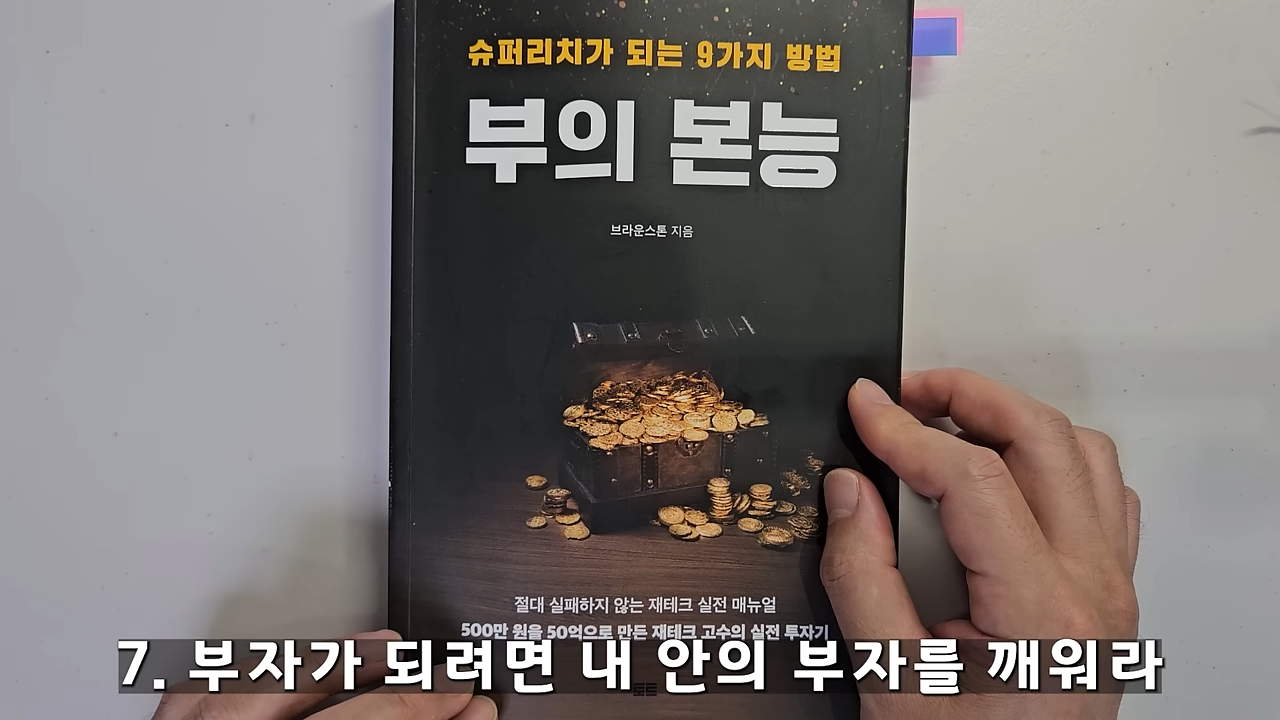 슈퍼리치가 되는 9가지 방법
부의 본능
브라운스톤 지음
절대 실패하지 않는 재테크 실전 매뉴얼
500만 원을 50억으로 만든 재테크 고수의 실전 투자기
7. 부자가 되려면 내 안의 부자를 깨워라